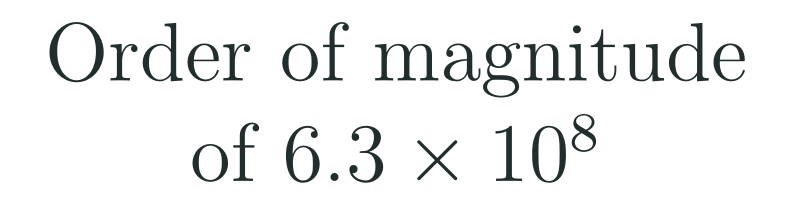 Order of magnitude
of 6.3 × 10⁸